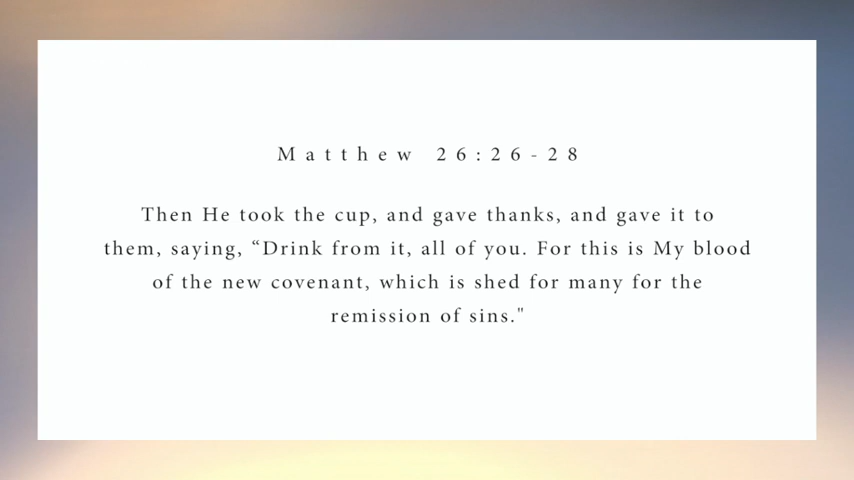 Matthew 26:26-28
Then He took the cup, and gave thanks, and gave it to
them, saying, “Drink from it, all of you. For this is My blood
of the new covenant, which is shed for many for the
remission of sins."